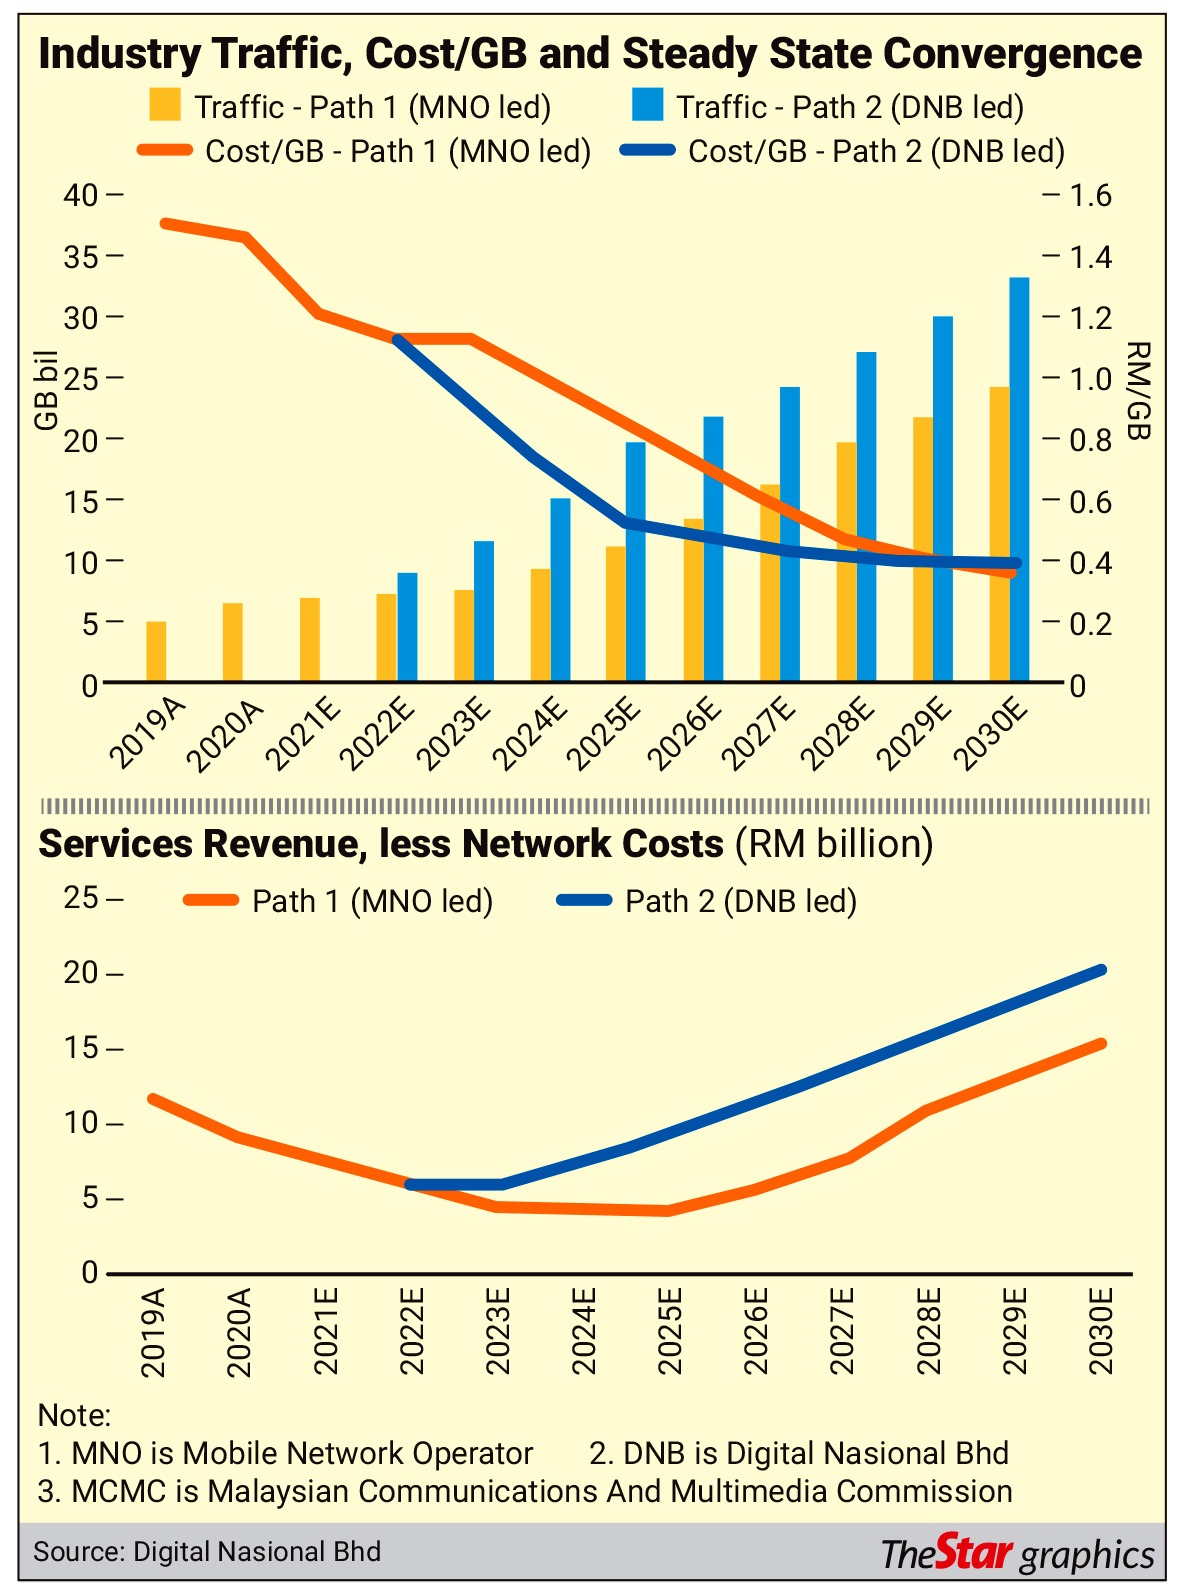 Industry Traffic, Cost/GB and Steady State Convergence
Traffic - Path 1 (MNO led) Traffic - Path 2 (DNB led)
Cost/GB - Path 1 (MNO led) Cost/GB - Path 2 (DNB led)
40 1.6
35 1.4
30 1.2
25 1.0
20 0.8
15 0.6
10 0.4
5 0.2
0 0
GB bil
RM/GB
2019A 2020A 2021E 2022E 2023E 2024E 2025E 2026E 2027E 2028E 2029E 2030E
Services Revenue, less Network Costs (RM billion)
Path 1 (MNO led) Path 2 (DNB led)
25
20
15
10
5
0
2019A 2020A 2021E 2022E 2023E 2024E 2025E 2026E 2027E 2028E 2029E 2030E
Note:
1. MNO is Mobile Network Operator 2. DNB is Digital Nasional Bhd
3. MCMC is Malaysian Communications And Multimedia Commission
Source: Digital Nasional Bhd TheStar graphics